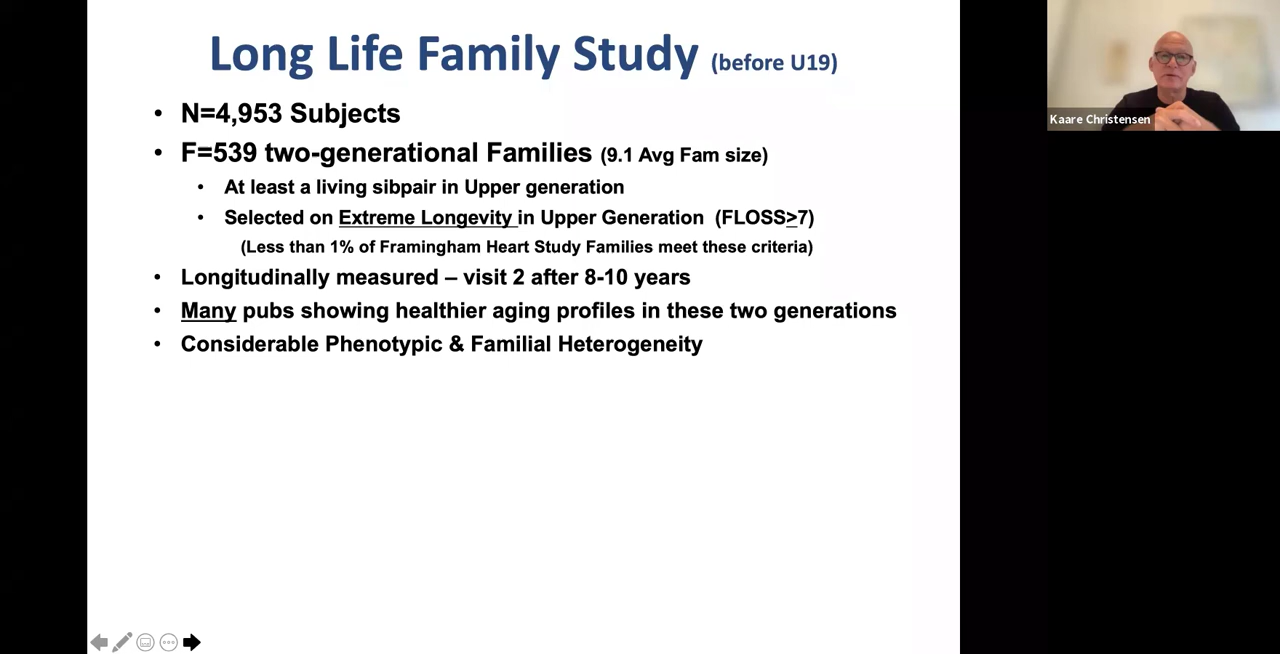 Long Life Family Study (before U19)
• N=4,953 Subjects
• F=539 two-generational Families (9.1 Avg Fam size)
• At least a living sibpair in Upper generation
• Selected on Extreme Longevity in Upper Generation (FLOSS≥7)
(Less than 1% of Framingham Heart Study Families meet these criteria)
• Longitudinally measured – visit 2 after 8-10 years
• Many pubs showing healthier aging profiles in these two generations
• Considerable Phenotypic & Familial Heterogeneity
Kaare Christensen